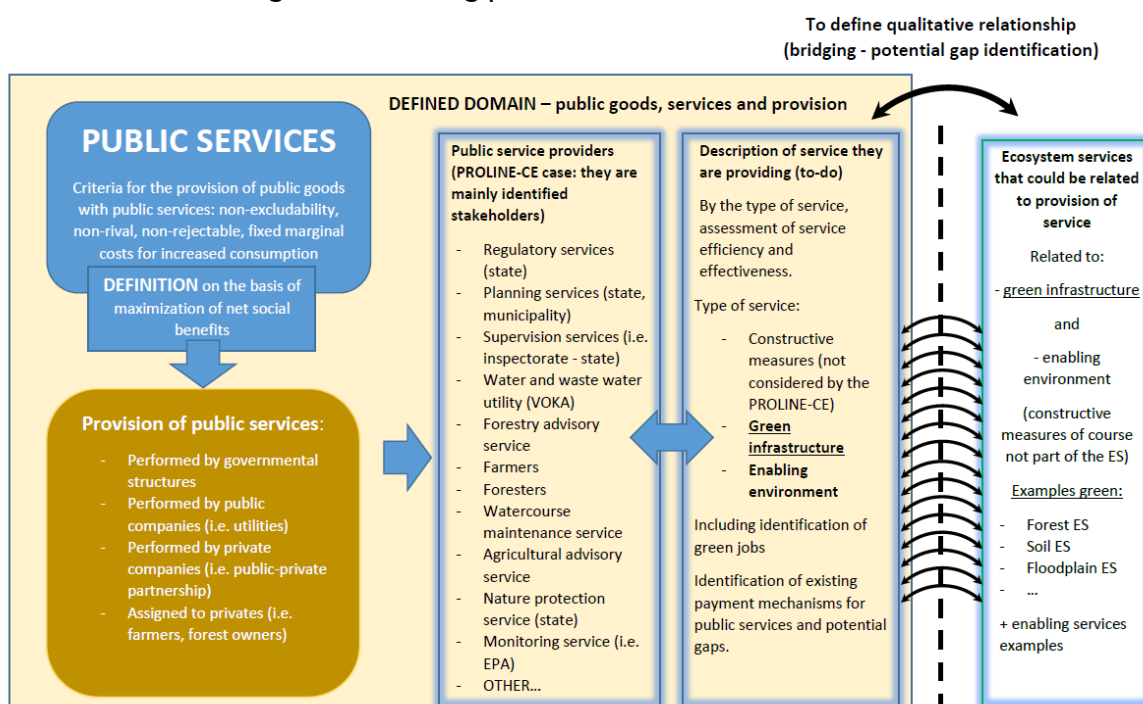 To define qualitative relationship
(bridging - potential gap identification)
DEFINED DOMAIN – public goods, services and provision
PUBLIC SERVICES
Criteria for the provision of public goods
with public services: non-excludability,
non-rival, non-rejectable, fixed marginal
costs for increased consumption
DEFINITION on the basis of
maximization of net social
benefits
Provision of public services:
- Performed by governmental
structures
- Performed by public
companies (i.e. utilities)
- Performed by private
companies (i.e. public-private
partnership)
- Assigned to privates (i.e.
farmers, forest owners)
Public service providers
(PROLINE-CE case: they are
mainly identified
stakeholders)
- Regulatory services
(state)
- Planning services (state,
municipality)
- Supervision services (i.e.
inspectorate - state)
- Water and waste water
utility (VOKA)
- Forestry advisory
service
- Farmers
- Foresters
- Watercourse
maintenance service
- Agricultural advisory
service
- Nature protection
service (state)
- Monitoring service (i.e.
EPA)
- OTHER...
Description of service they
are providing (to-do)
By the type of service,
assessment of service
efficiency and
effectiveness.
Type of service:
- Constructive
measures (not
considered by the
PROLINE-CE)
- Green
infrastructure
- Enabling
environment
Including identification of
green jobs
Identification of existing
payment mechanisms for
public services and potential
gaps.
Ecosystem services
that could be related
to provision of
service
Related to:
- green infrastructure
and
- enabling
environment
(constructive
measures of course
not part of the ES)
Examples green:
- Forest ES
- Soil ES
- Floodplain ES
- ...
+ enabling services
examples